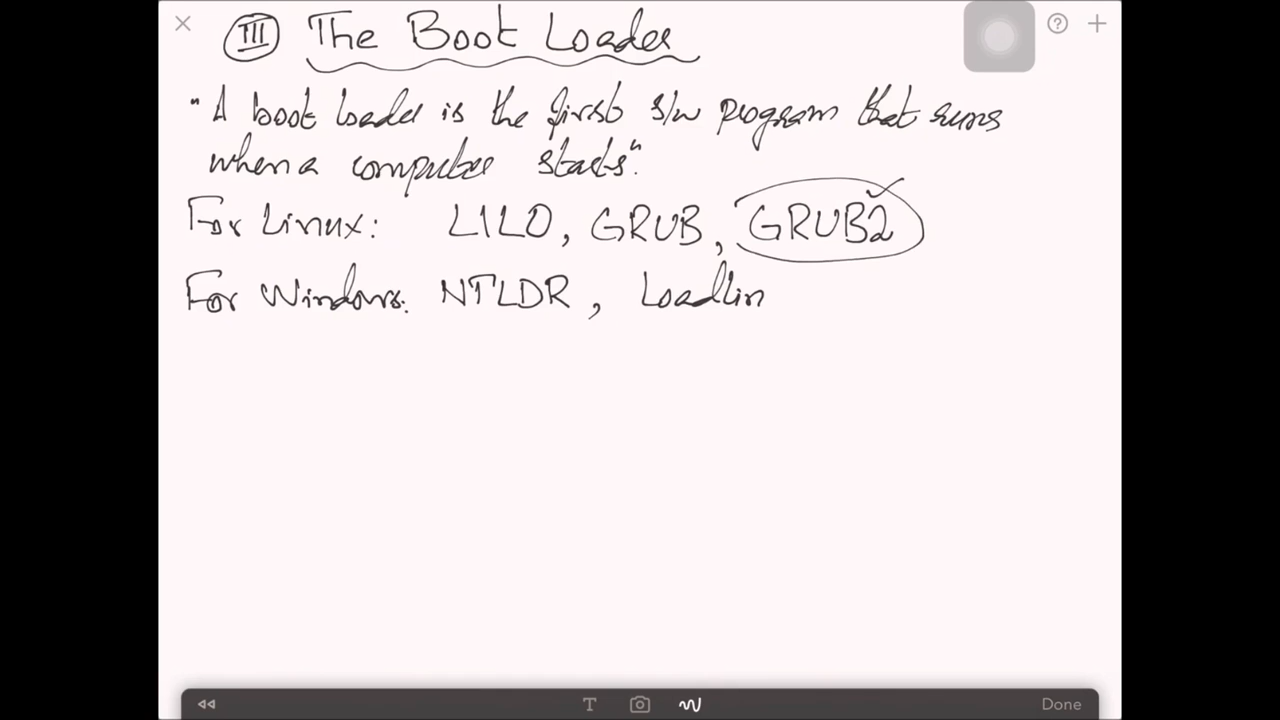 III The Boot Loader
"A boot loader is the first s/w program that runs
when a computer starts".
For Linux: LILO, GRUB, GRUB2
For Windows: NTLDR, Loadlin
T Done